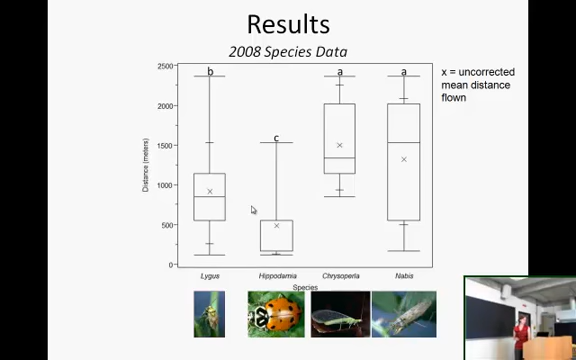 Results
2008 Species Data
x = uncorrected
mean distance
flown
2500
2000
1500
1000
500
0
Distance (meters)
b
c
a
a
x
x
x
x
Lygus
Hippodamia
Chrysoperla
Nabis
Species